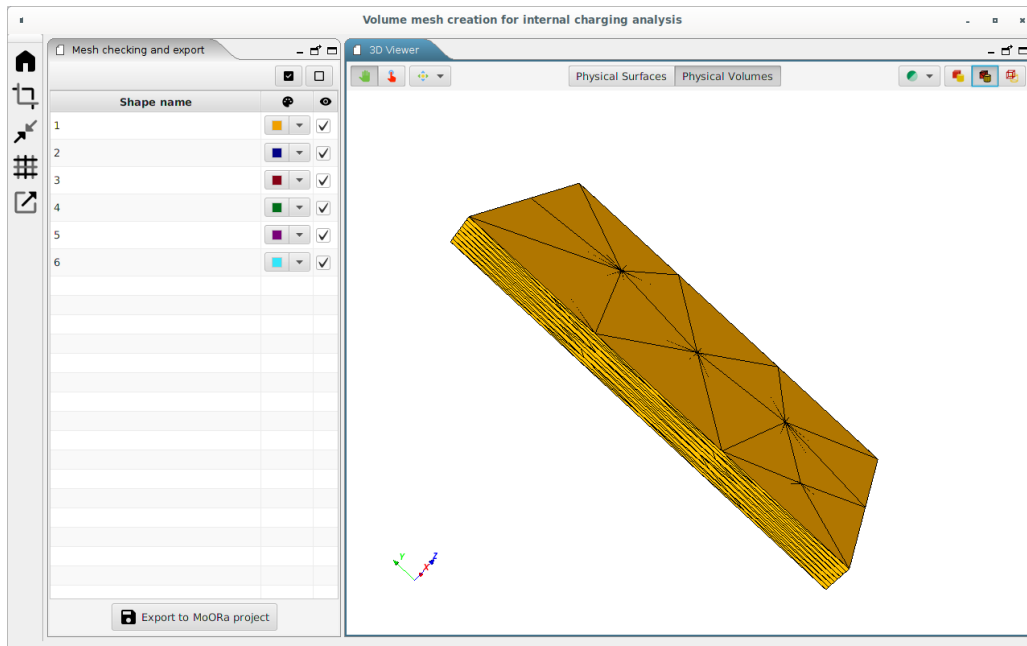 Volume mesh creation for internal charging analysis
Mesh checking and export
3D Viewer
Physical Surfaces Physical Volumes
Shape name
1
2
3
4
5
6
Y
X
Z
Export to MoORa project